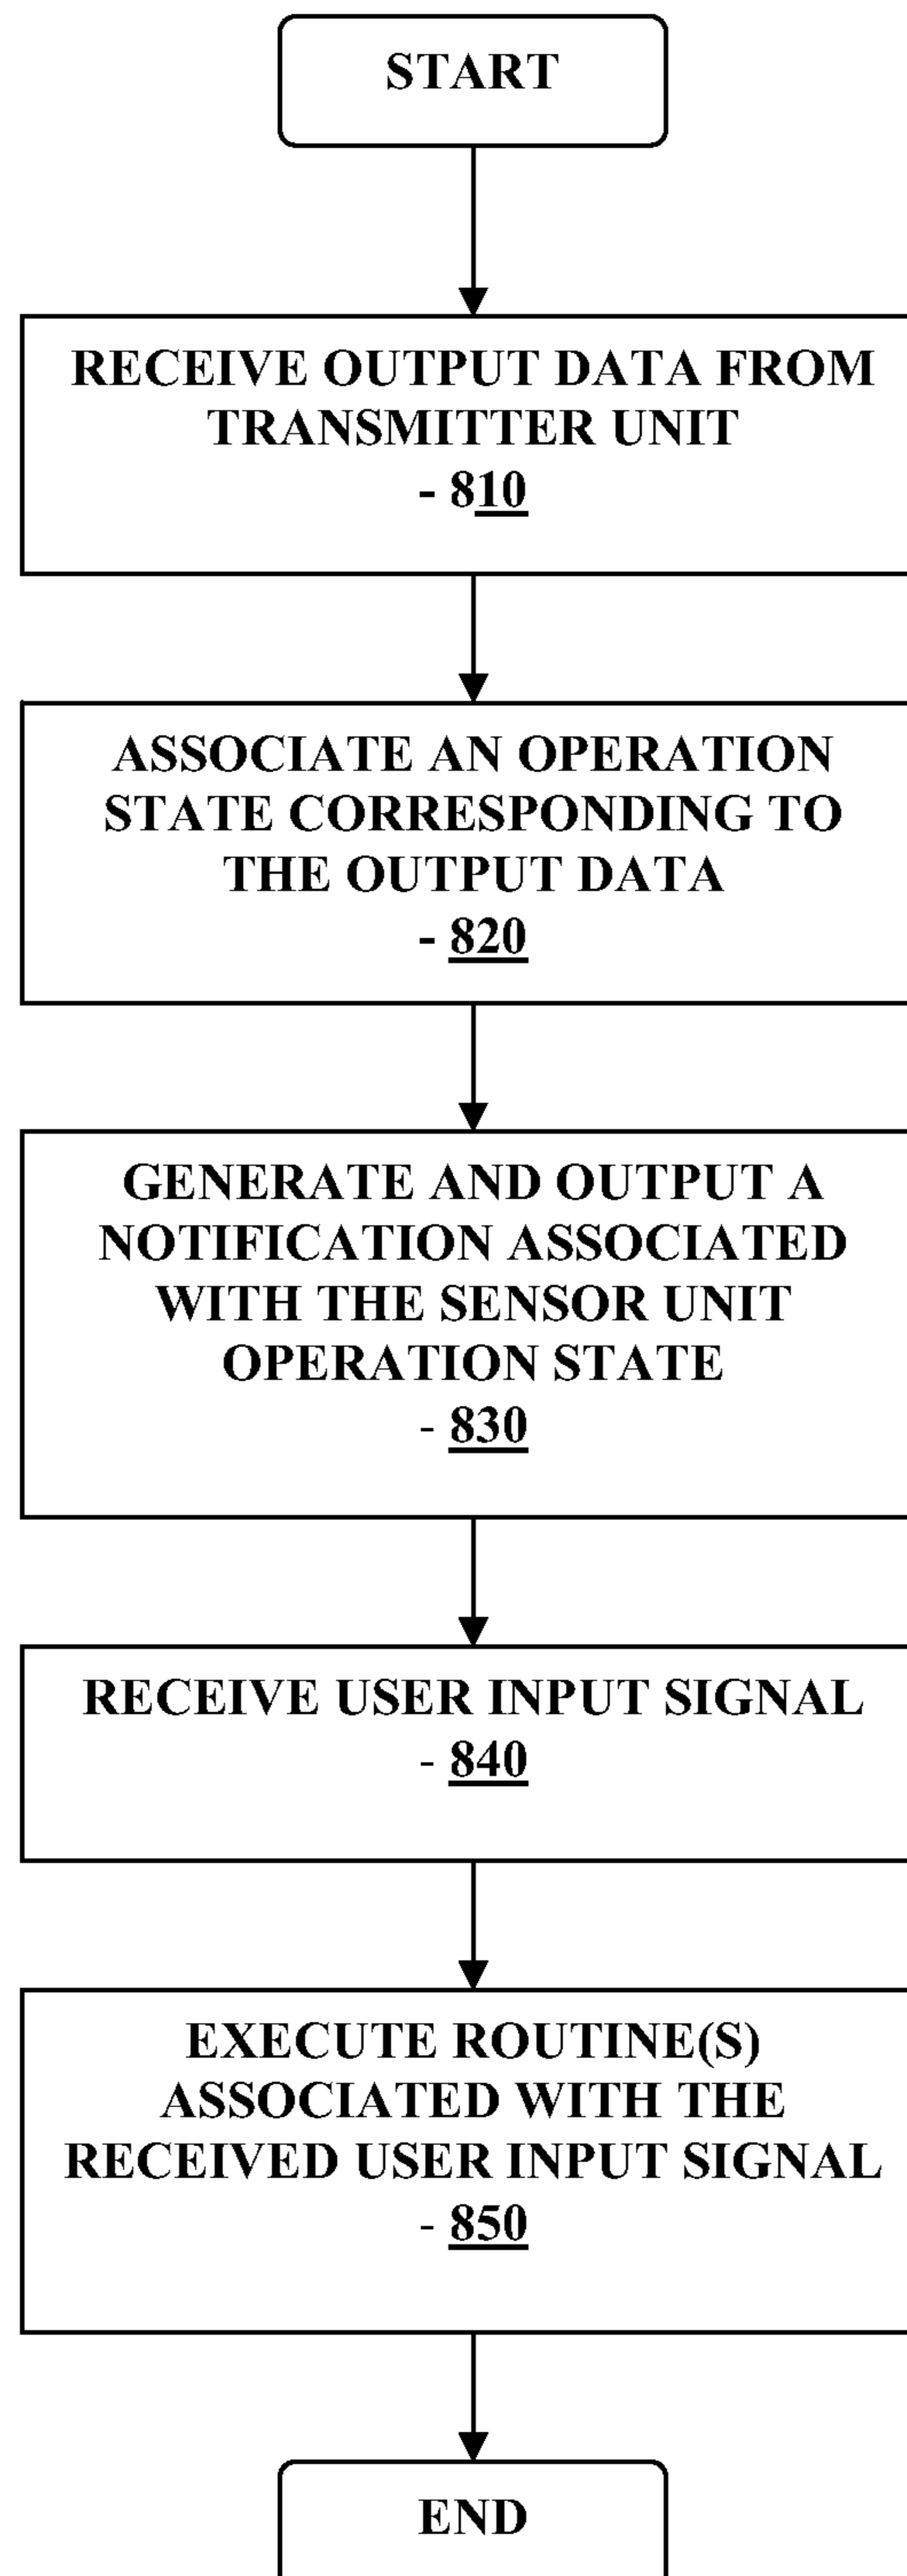 START
RECEIVE OUTPUT DATA FROM
TRANSMITTER UNIT
- 810
ASSOCIATE AN OPERATION
STATE CORRESPONDING TO
THE OUTPUT DATA
- 820
GENERATE AND OUTPUT A
NOTIFICATION ASSOCIATED
WITH THE SENSOR UNIT
OPERATION STATE
- 830
RECEIVE USER INPUT SIGNAL
- 840
EXECUTE ROUTINE(S)
ASSOCIATED WITH THE
RECEIVED USER INPUT SIGNAL
- 850
END